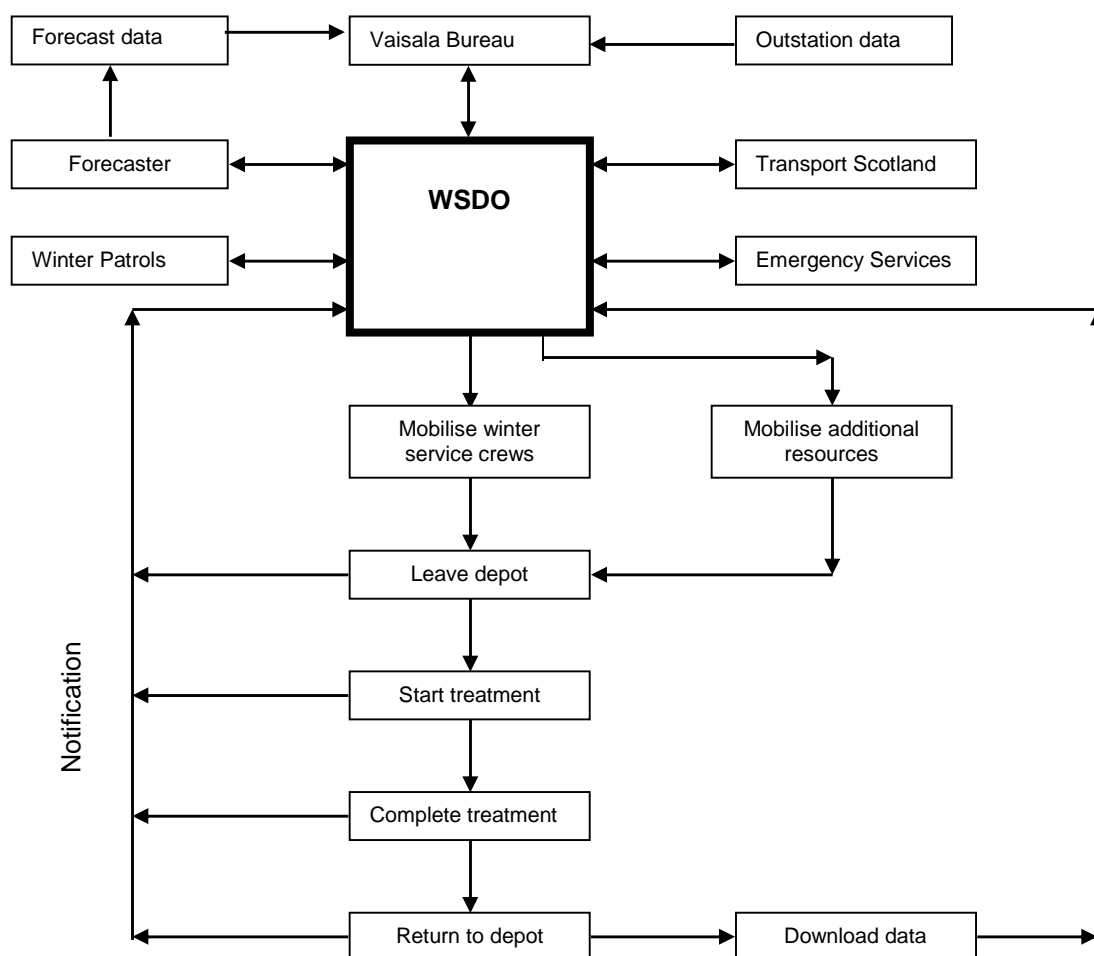 Forecast data
Vaisala Bureau
Outstation data
Forecaster
WSDO
Transport Scotland
Winter Patrols
Emergency Services
Mobilise winter
service crews
Mobilise additional
resources
Leave depot
Notification
Start treatment
Complete treatment
Return to depot
Download data